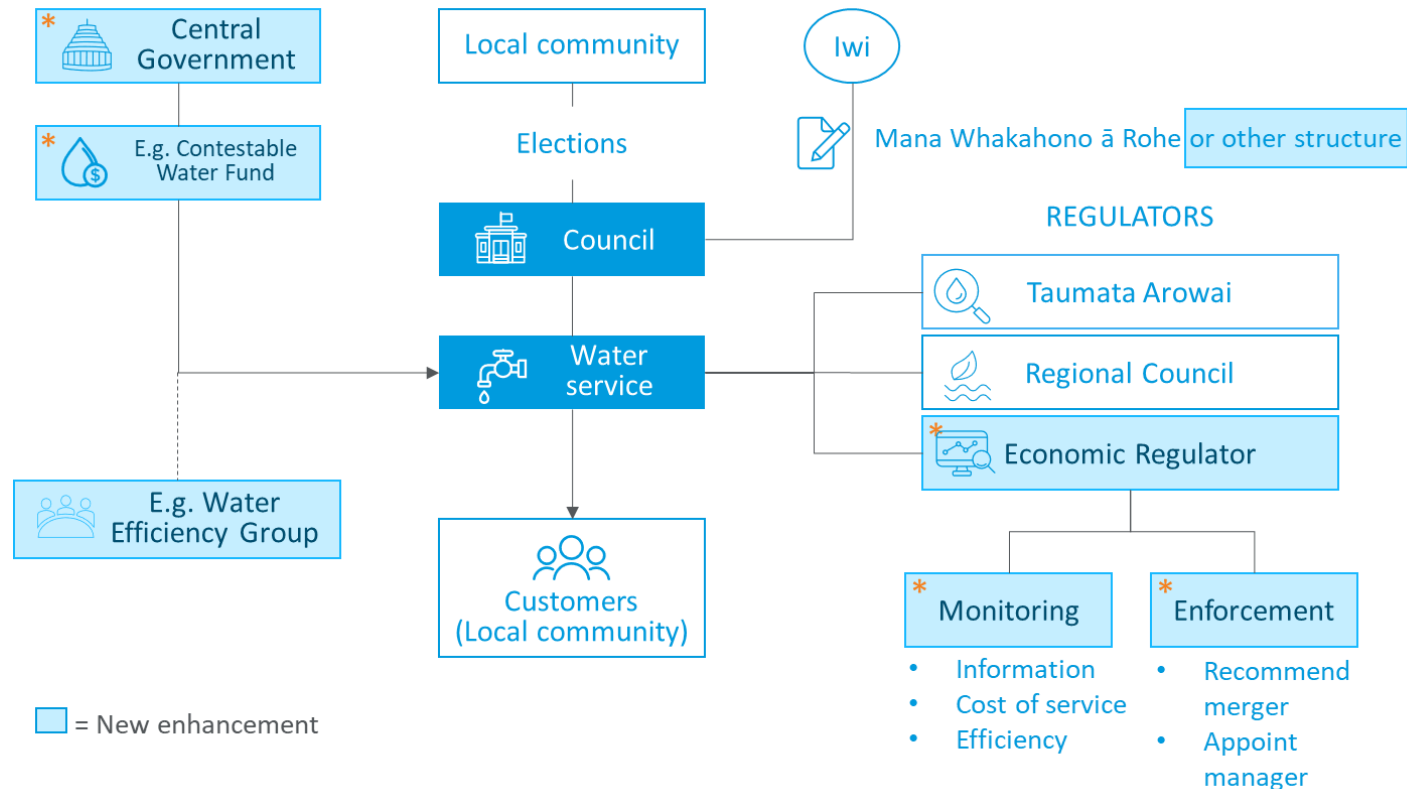 * Central
Government
* E.g. Contestable
Water Fund
$
E.g. Water
Efficiency Group
Local community
Elections
Council
Water
service
Customers
(Local community)
Iwi
Mana Whakahono ā Rohe or other structure
REGULATORS
Taumata Arowai
Regional Council
* Economic Regulator
* Monitoring
• Information
• Cost of service
• Efficiency
* Enforcement
• Recommend
merger
• Appoint
manager
= New enhancement